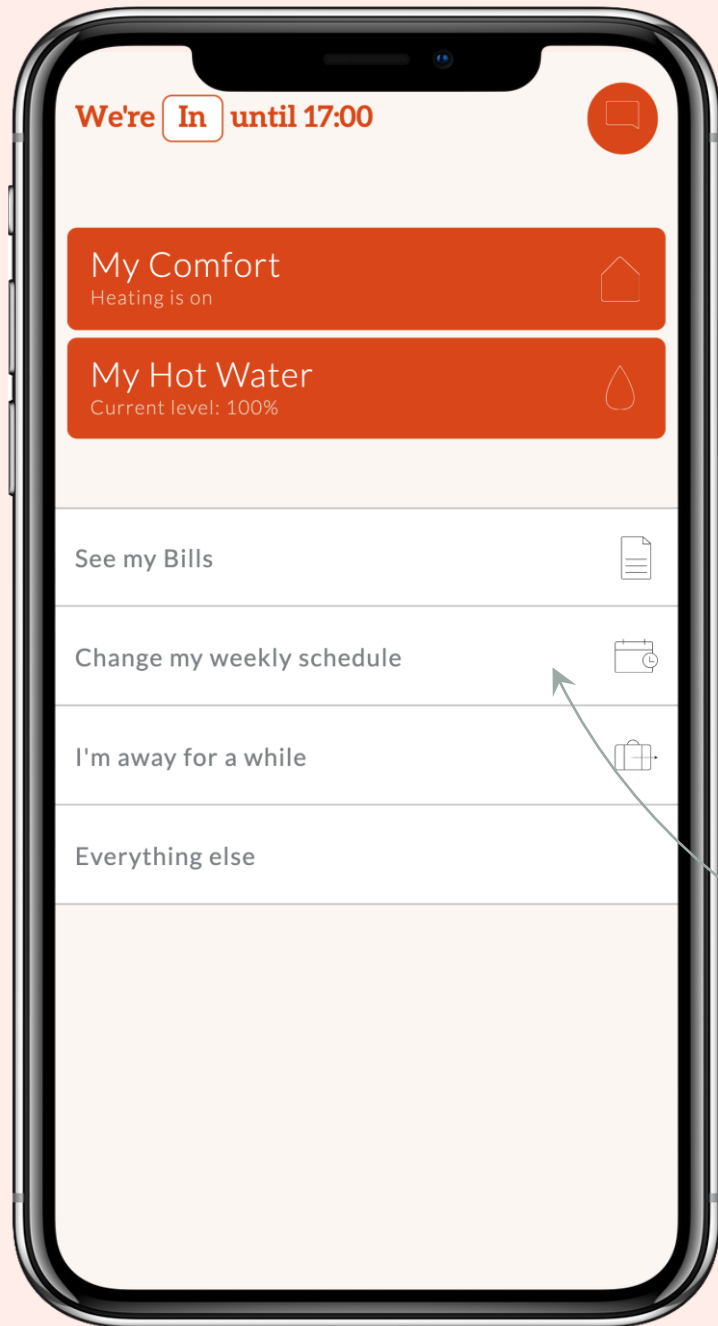 We're In until 17:00
My Comfort
Heating is on
My Hot Water
Current level: 100%
See my Bills
Change my weekly schedule
I'm away for a while
Everything else